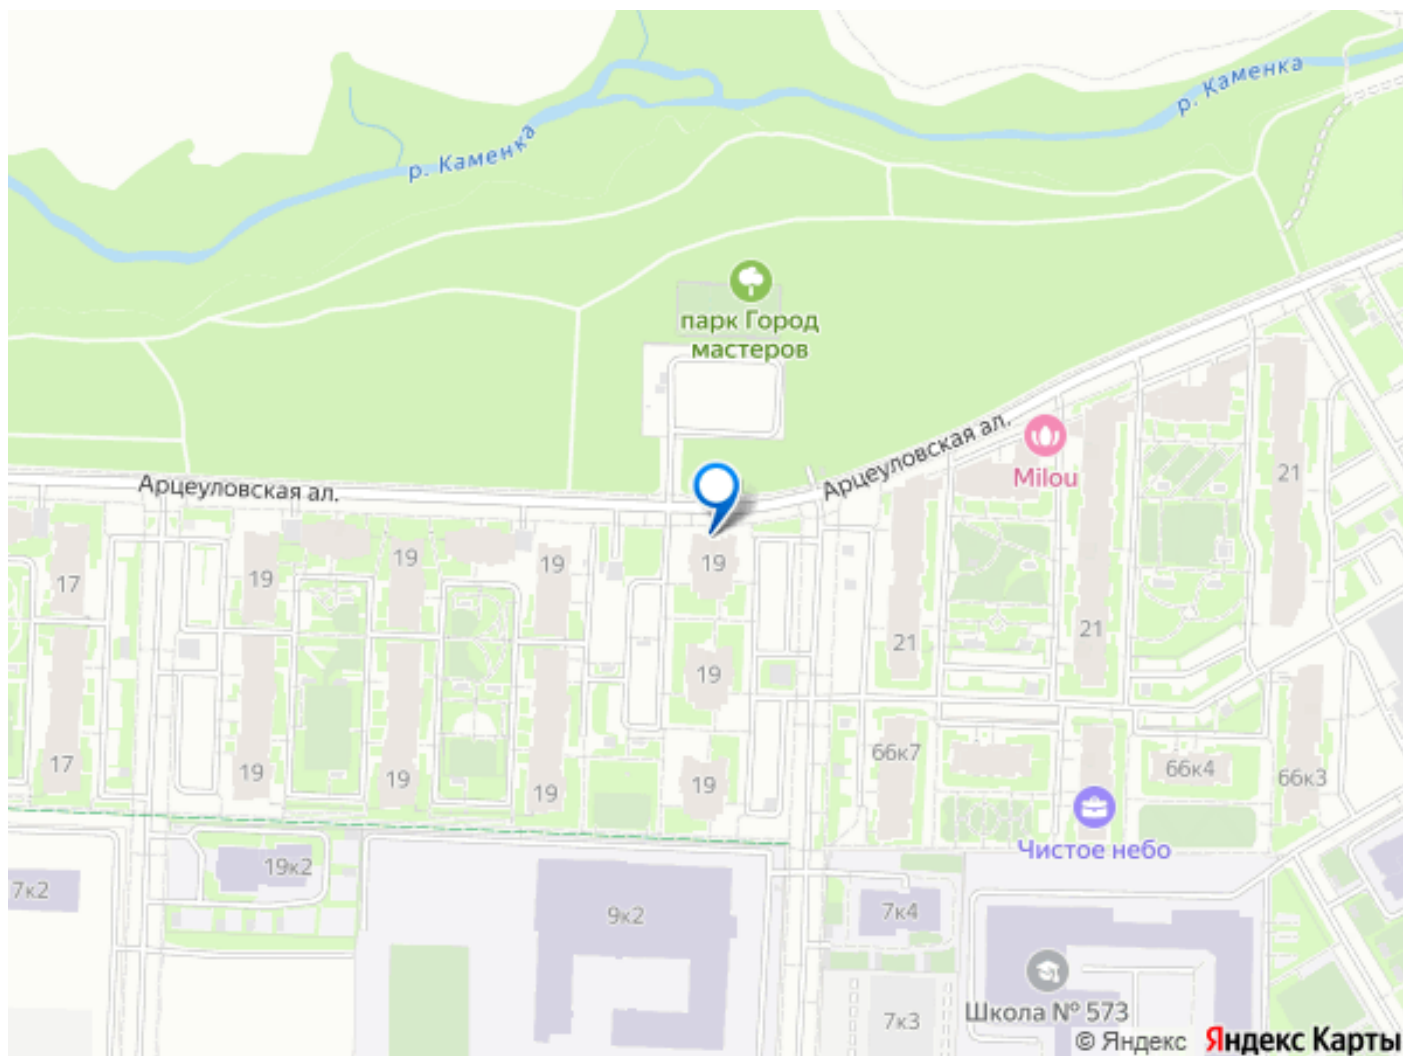 р. Каменка
р. Каменка
парк Город
мастеров
Арцеуловская ал.
Арцеуловская ал.
Milou
21
17
19
19
19
19
21
21
19
17
19
19
19
19
66к7
66к4
66к3
Чистое небо
19к2
7к2
9к2
7к4
Школа № 573
7к3
© Яндекс Яндекс Карты